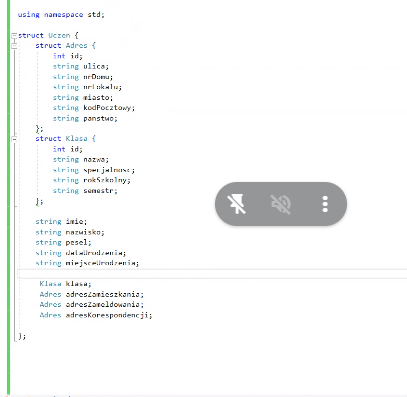 using namespace std;
struct Uczen {
struct Adres {
int id;
string ulica;
string nrDomu;
string nrLokalu;
string miasto;
string kodPocztowy;
string panstwo;
};
struct Klasa {
int id;
string nazwa;
string specjalnosc;
string rokSzkolny;
string semestr;
};
string imie;
string nazwisko;
string pesel;
string dataUrodzenia;
string miejsceUrodzenia;
Klasa klasa;
Adres adresZamieszkania;
Adres adresZameldowania;
Adres adresKorespondencji;
};